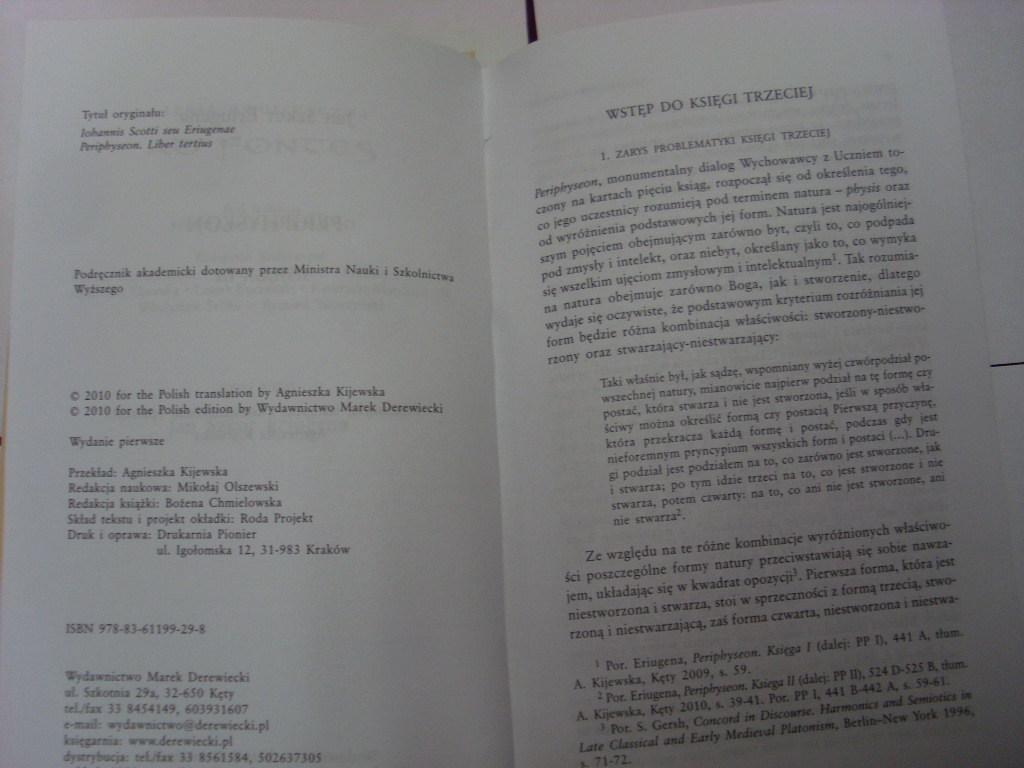 Tytuł oryginału:
Iohannis Scotti seu Eriugenae
Periphyseon. Liber tertius
Podręcznik akademicki dotowany przez Ministra Nauki i Szkolnictwa
Wyższego
© 2010 for the Polish translation by Agnieszka Kijewska
© 2010 for the Polish edition by Wydawnictwo Marek Derewiecki
Wydanie pierwsze
Przekład: Agnieszka Kijewska
Redakcja naukowa: Mikołaj Olszewski
Redakcja książki: Bożena Chmielowska
Skład tekstu i projekt okładki: Roda Projekt
Druk i oprawa: Drukarnia Pionier
ul. Igołomska 12, 31-983 Kraków
ISBN 978-83-61199-29-8
Wydawnictwo Marek Derewiecki
ul. Szkotnia 29a, 32-650 Kęty
tel./fax 33 8454149, 603931607
e-mail: wydawnictwo@derewiecki.pl
księgarnia: www.derewiecki.pl
dystrybucja: tel./fax 33 8561584, 502637305
WSTĘP DO KSIĘGI TRZECIEJ
1. ZARYS PROBLEMATYKI KSIĘGI TRZECIEJ
Periphyseon, monumentalny dialog Wychowawcy z Uczniem to-
czony na kartach pięciu ksiąg, rozpoczął się od określenia tego,
co jego uczestnicy rozumieją pod terminem natura – physis oraz
od wyróżnienia podstawowych jej form. Natura jest najogólniej-
szym pojęciem obejmującym zarówno byt, czyli to, co podpada
pod zmysły i intelekt, oraz niebyt, określany jako to, co wymyka
się wszelkim ujęciom zmysłowym i intelektualnym¹. Tak rozumia-
na natura obejmuje zarówno Boga, jak i stworzenie, dlatego
wydaje się oczywiste, że podstawowym kryterium rozróżniania jej
form będzie różna kombinacja właściwości: stworzony-niestwo-
rzony oraz stwarzający-niestwarzający:
Taki właśnie był, jak sądzę, wspomniany wyżej czwórpodział po-
wszechnej natury, mianowicie najpierw podział na tę formę czy
postać, która stwarza i nie jest stworzona, jeśli w sposób wła-
ściwy można określić formą czy postacią Pierwszą przyczynę,
która przekracza każdą formę i postać, podczas gdy jest
nieforemnym pryncypium wszystkich form i postaci (...). Dru-
gi podział jest podziałem na to, co zarówno jest stworzone, jak
i stwarza; po tym idzie trzeci na to, co jest stworzone i nie
stwarza, potem czwarty: na to, co ani nie jest stworzone, ani
nie stwarza².
Ze względu na te różne kombinacje wyróżnionych właściwo-
ści poszczególne formy natury przeciwstawiają się sobie nawza-
jem, układając się w kwadrat opozycji³. Pierwsza forma, która jest
niestworzona i stwarza, stoi w sprzeczności z formą trzecią, stwo-
rzoną i niestwarzającą, zaś forma czwarta, niestworzona i niestwa-
¹ Por. Eriugena, Periphyseon. Księga I (dalej: PP I), 441 A, tłum.
A. Kijewska, Kęty 2009, s. 59.
² Por. Eriugena, Periphyseon. Księga II (dalej: PP II), 524 D-525 B, tłum.
A. Kijewska, Kęty 2010, s. 39-41. Por. PP I, 441 B-442 A, s. 59-61.
³ Por. S. Gersh, Concord in Discourse. Harmonics and Semiotics in
Late Classical and Early Medieval Platonism, Berlin–New York 1996,
s. 71-72.